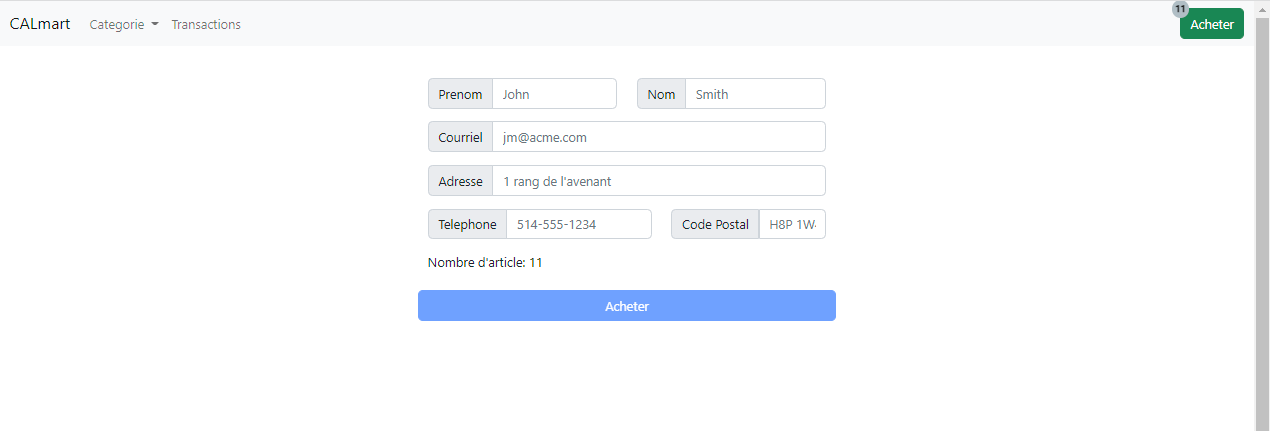 CALmart Categorie Transactions 11 Acheter
Prenom John Nom Smith
Courriel jm@acme.com
Adresse 1 rang de l'avenant
Telephone 514-555-1234 Code Postal H8P 1W
Nombre d'article: 11
Acheter